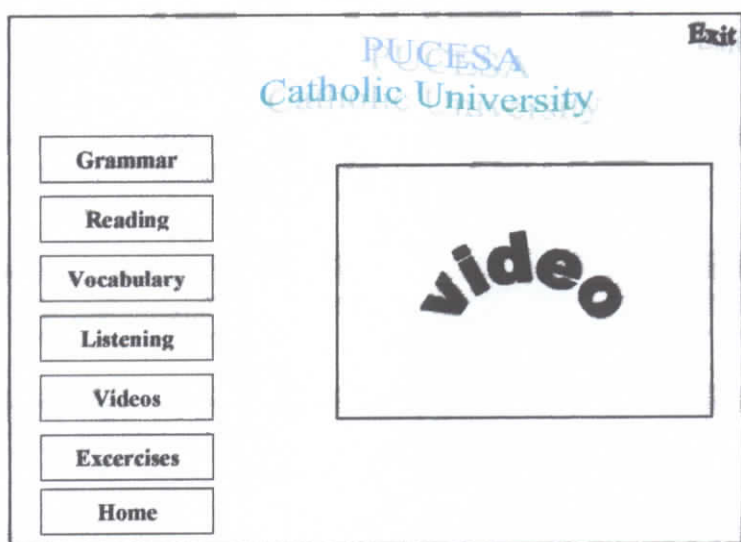 Exit
PUCESA
Catholic University
Grammar
Reading
Vocabulary
Listening
Videos
Excercises
Home
video